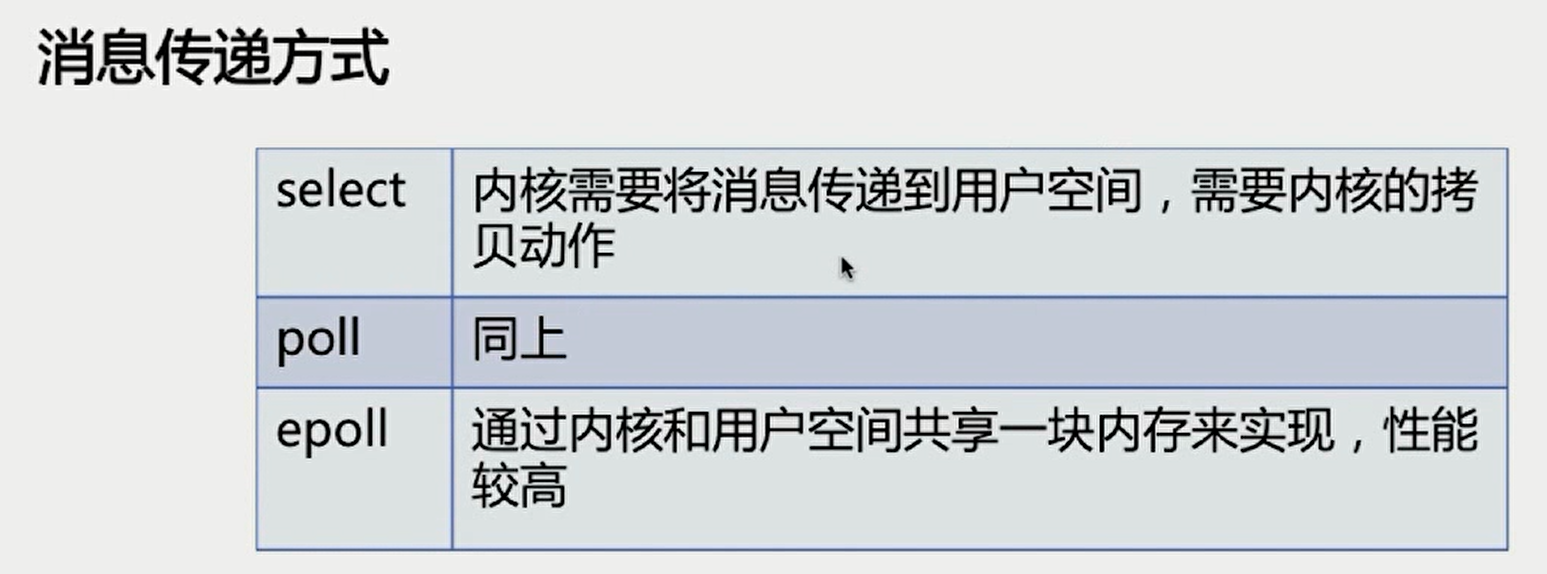 消息传递方式
select
内核需要将消息传递到用户空间，需要内核的拷
贝动作
poll
同上
epoll
通过内核和用户空间共享一块内存来实现，性能
较高